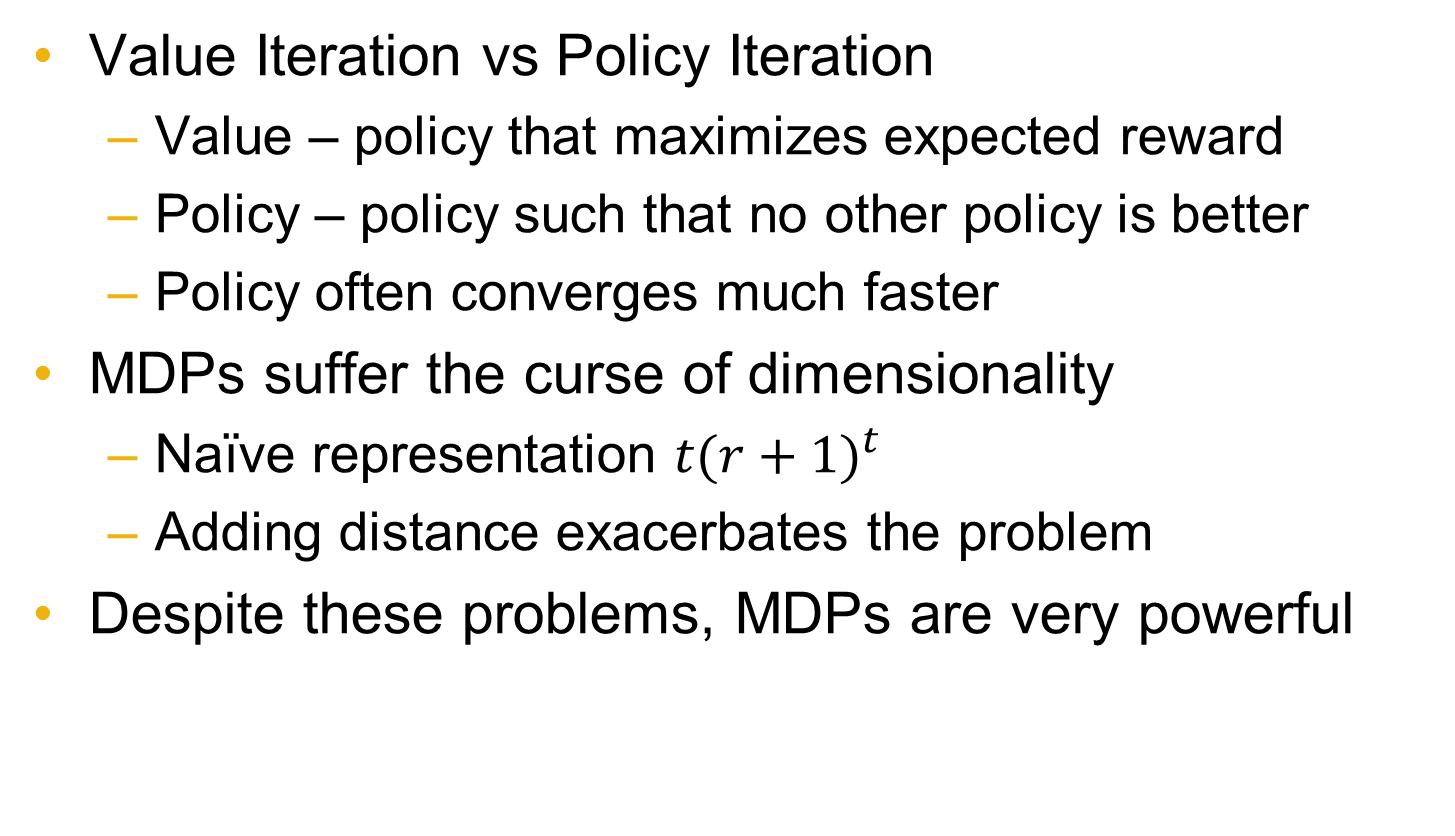 • Value Iteration vs Policy Iteration
– Value – policy that maximizes expected reward
– Policy – policy such that no other policy is better
– Policy often converges much faster
• MDPs suffer the curse of dimensionality
– Naïve representation $t(r+1)^t$
– Adding distance exacerbates the problem
• Despite these problems, MDPs are very powerful